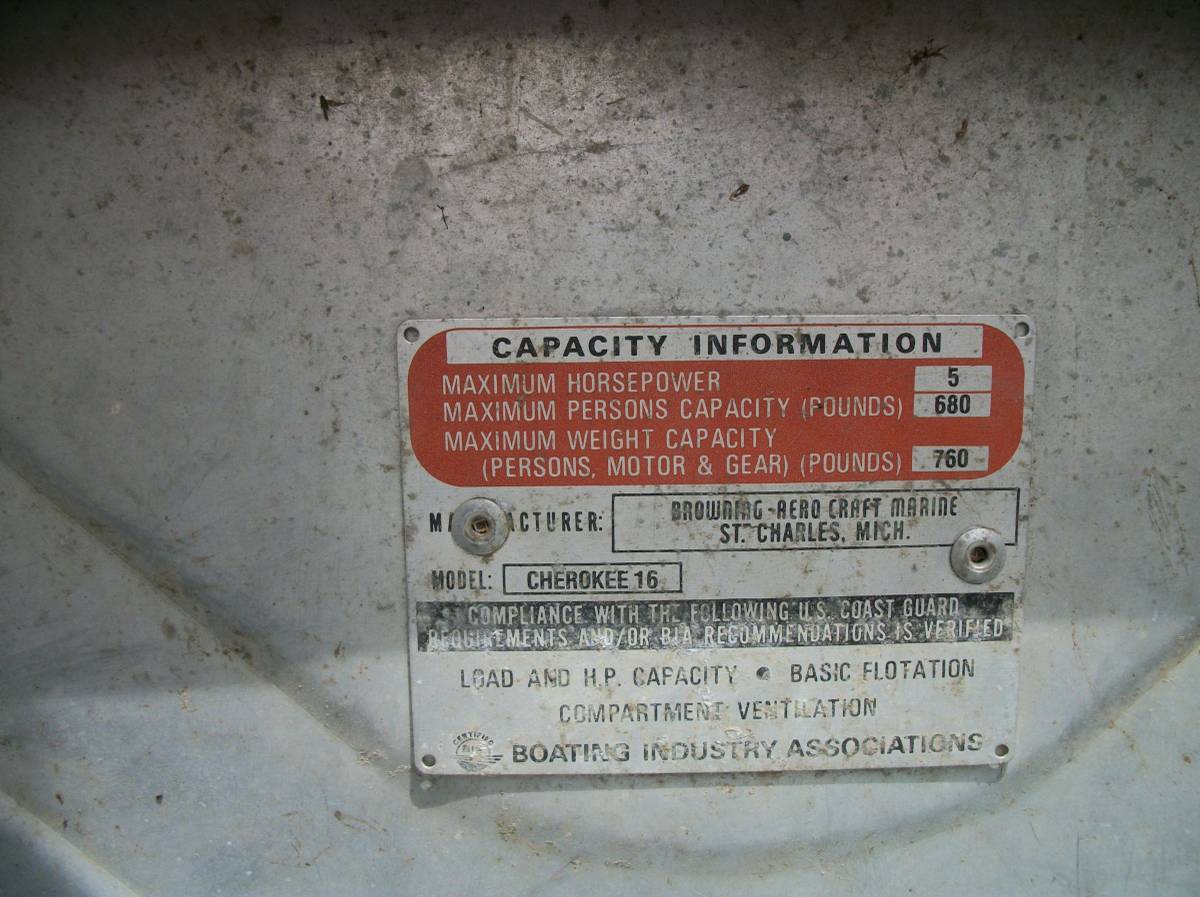 CAPACITY INFORMATION
MAXIMUM HORSEPOWER 5
MAXIMUM PERSONS CAPACITY (POUNDS) 680
MAXIMUM WEIGHT CAPACITY
(PERSONS, MOTOR & GEAR) (POUNDS) 760
BROWNING-AERO CRAFT MARINE
ST. CHARLES, MICH.
MODEL: CHEROKEE 16
COMPLIANCE WITH THE FOLLOWING U.S. COAST GUARD
REQUIREMENTS AND/OR BIA RECOMMENDATIONS IS VERIFIED
LOAD AND H.P. CAPACITY • BASIC FLOTATION
COMPARTMENT VENTILATION
CERTIFIED
BOATING INDUSTRY ASSOCIATIONS